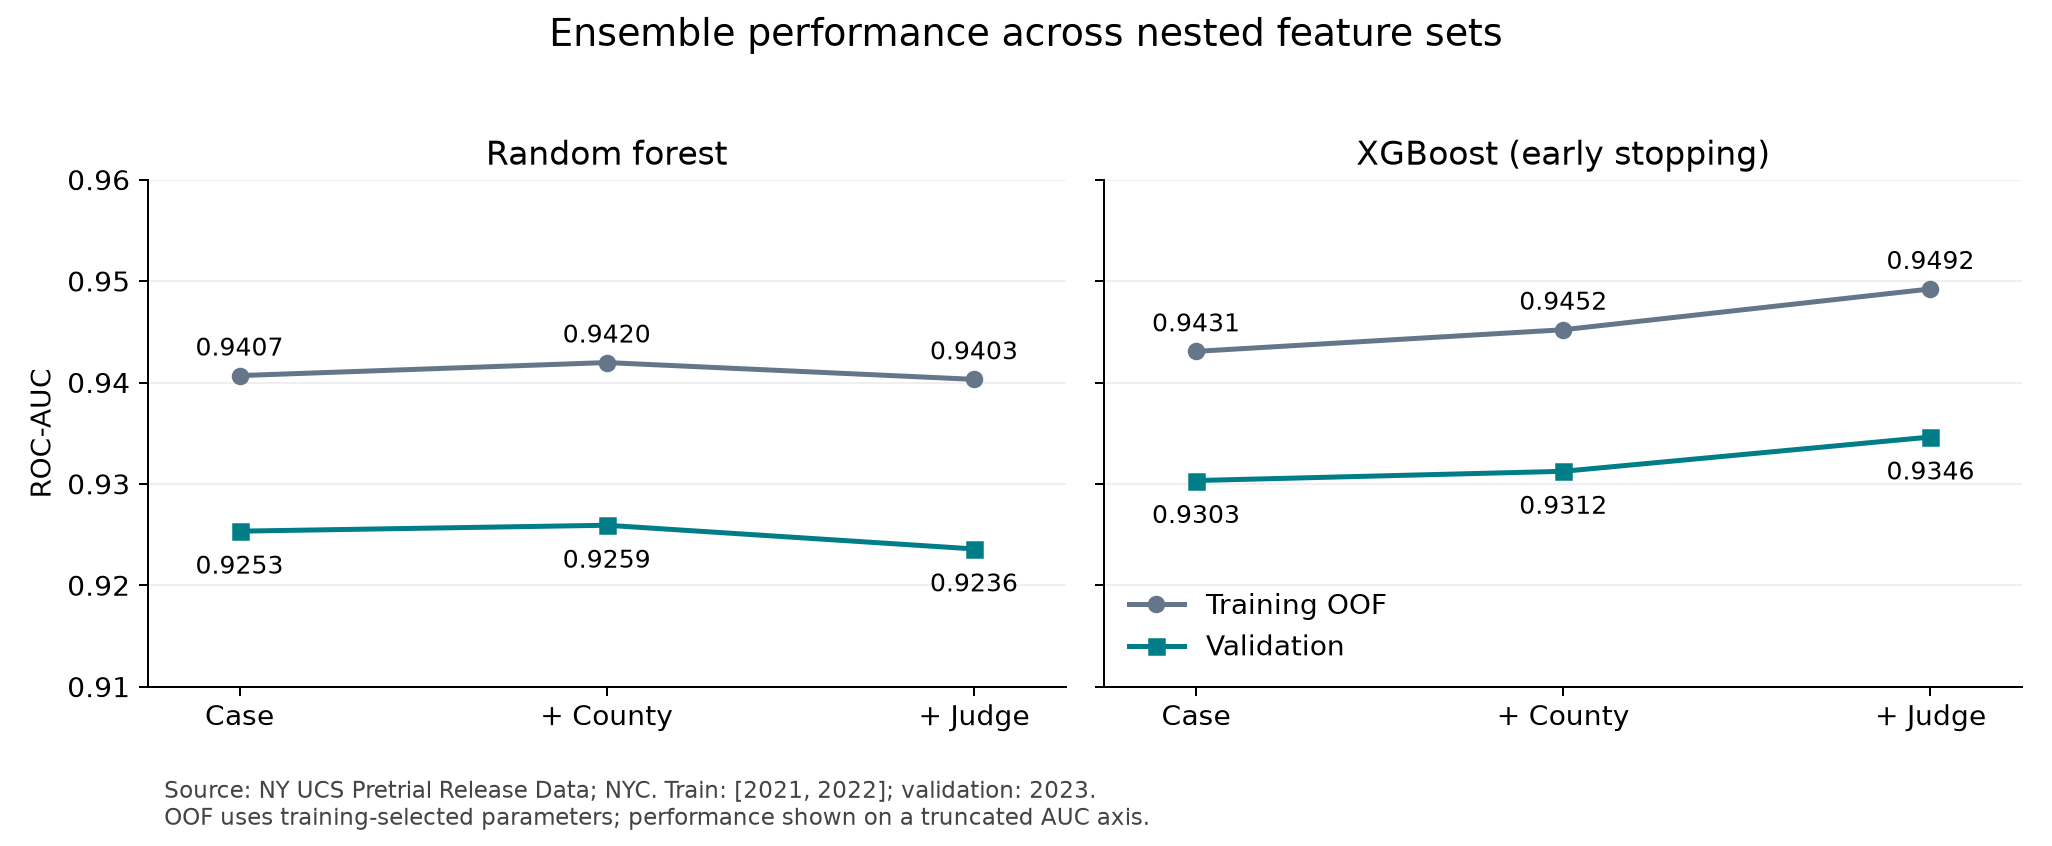 Ensemble performance across nested feature sets
Random forest
ROC-AUC
0.96
0.95
0.94
0.93
0.92
0.91
0.9407
0.9420
0.9403
0.9253
0.9259
0.9236
Case
+ County
+ Judge
XGBoost (early stopping)
0.9431
0.9452
0.9492
0.9303
0.9312
0.9346
Training OOF
Validation
Case
+ County
+ Judge
Source: NY UCS Pretrial Release Data; NYC. Train: [2021, 2022]; validation: 2023.
OOF uses training-selected parameters; performance shown on a truncated AUC axis.